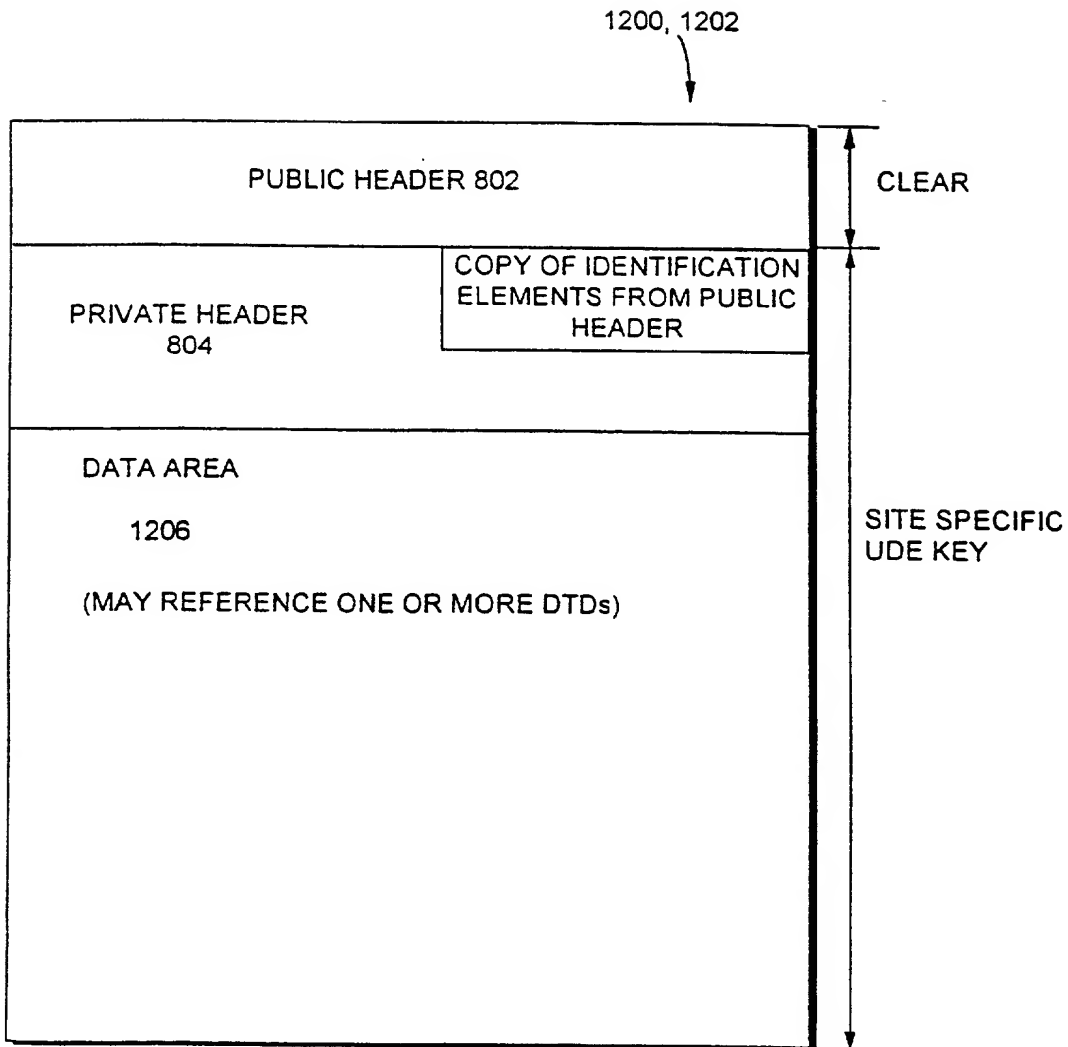 1200, 1202
PUBLIC HEADER 802
CLEAR
COPY OF IDENTIFICATION
ELEMENTS FROM PUBLIC
HEADER
PRIVATE HEADER
804
DATA AREA
1206
(MAY REFERENCE ONE OR MORE DTDs)
SITE SPECIFIC
UDE KEY